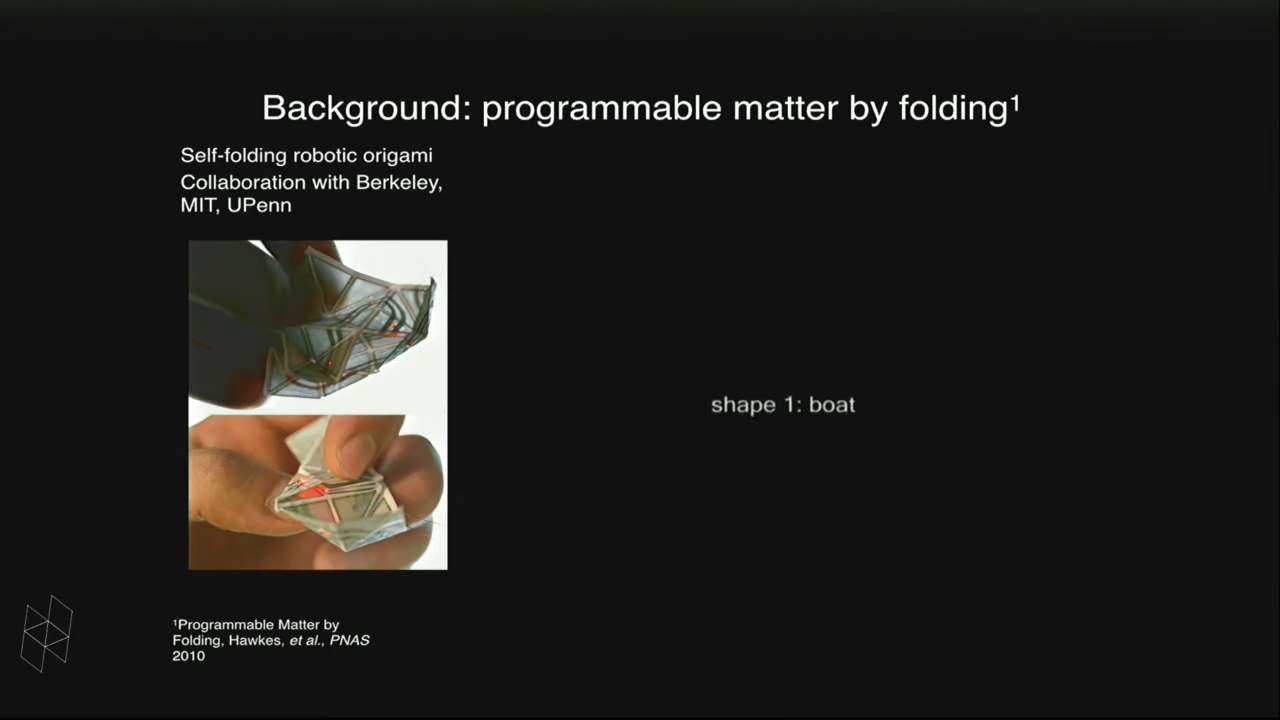 Background: programmable matter by folding¹
Self-folding robotic origami
Collaboration with Berkeley,
MIT, UPenn
shape 1: boat
¹Programmable Matter by
Folding, Hawkes, et al., PNAS
2010